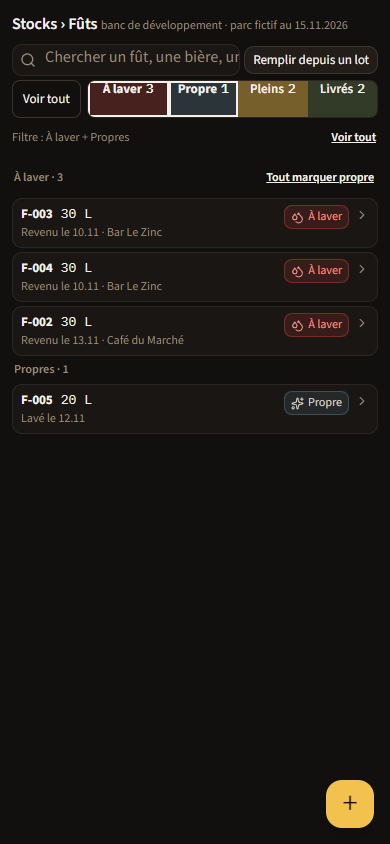 Stocks › Fûts banc de développement · parc fictif au 15.11.2026
Chercher un fût, une bière, un
Remplir depuis un lot
Voir tout
À laver 3
Propre 1
Pleins 2
Livrés 2
Filtre : À laver + Propres
Voir tout
À laver · 3
Tout marquer propre
F-003 30 L
À laver
Revenu le 10.11 · Bar Le Zinc
F-004 30 L
À laver
Revenu le 10.11 · Bar Le Zinc
F-002 30 L
À laver
Revenu le 13.11 · Café du Marché
Propres · 1
F-005 20 L
Propre
Lavé le 12.11